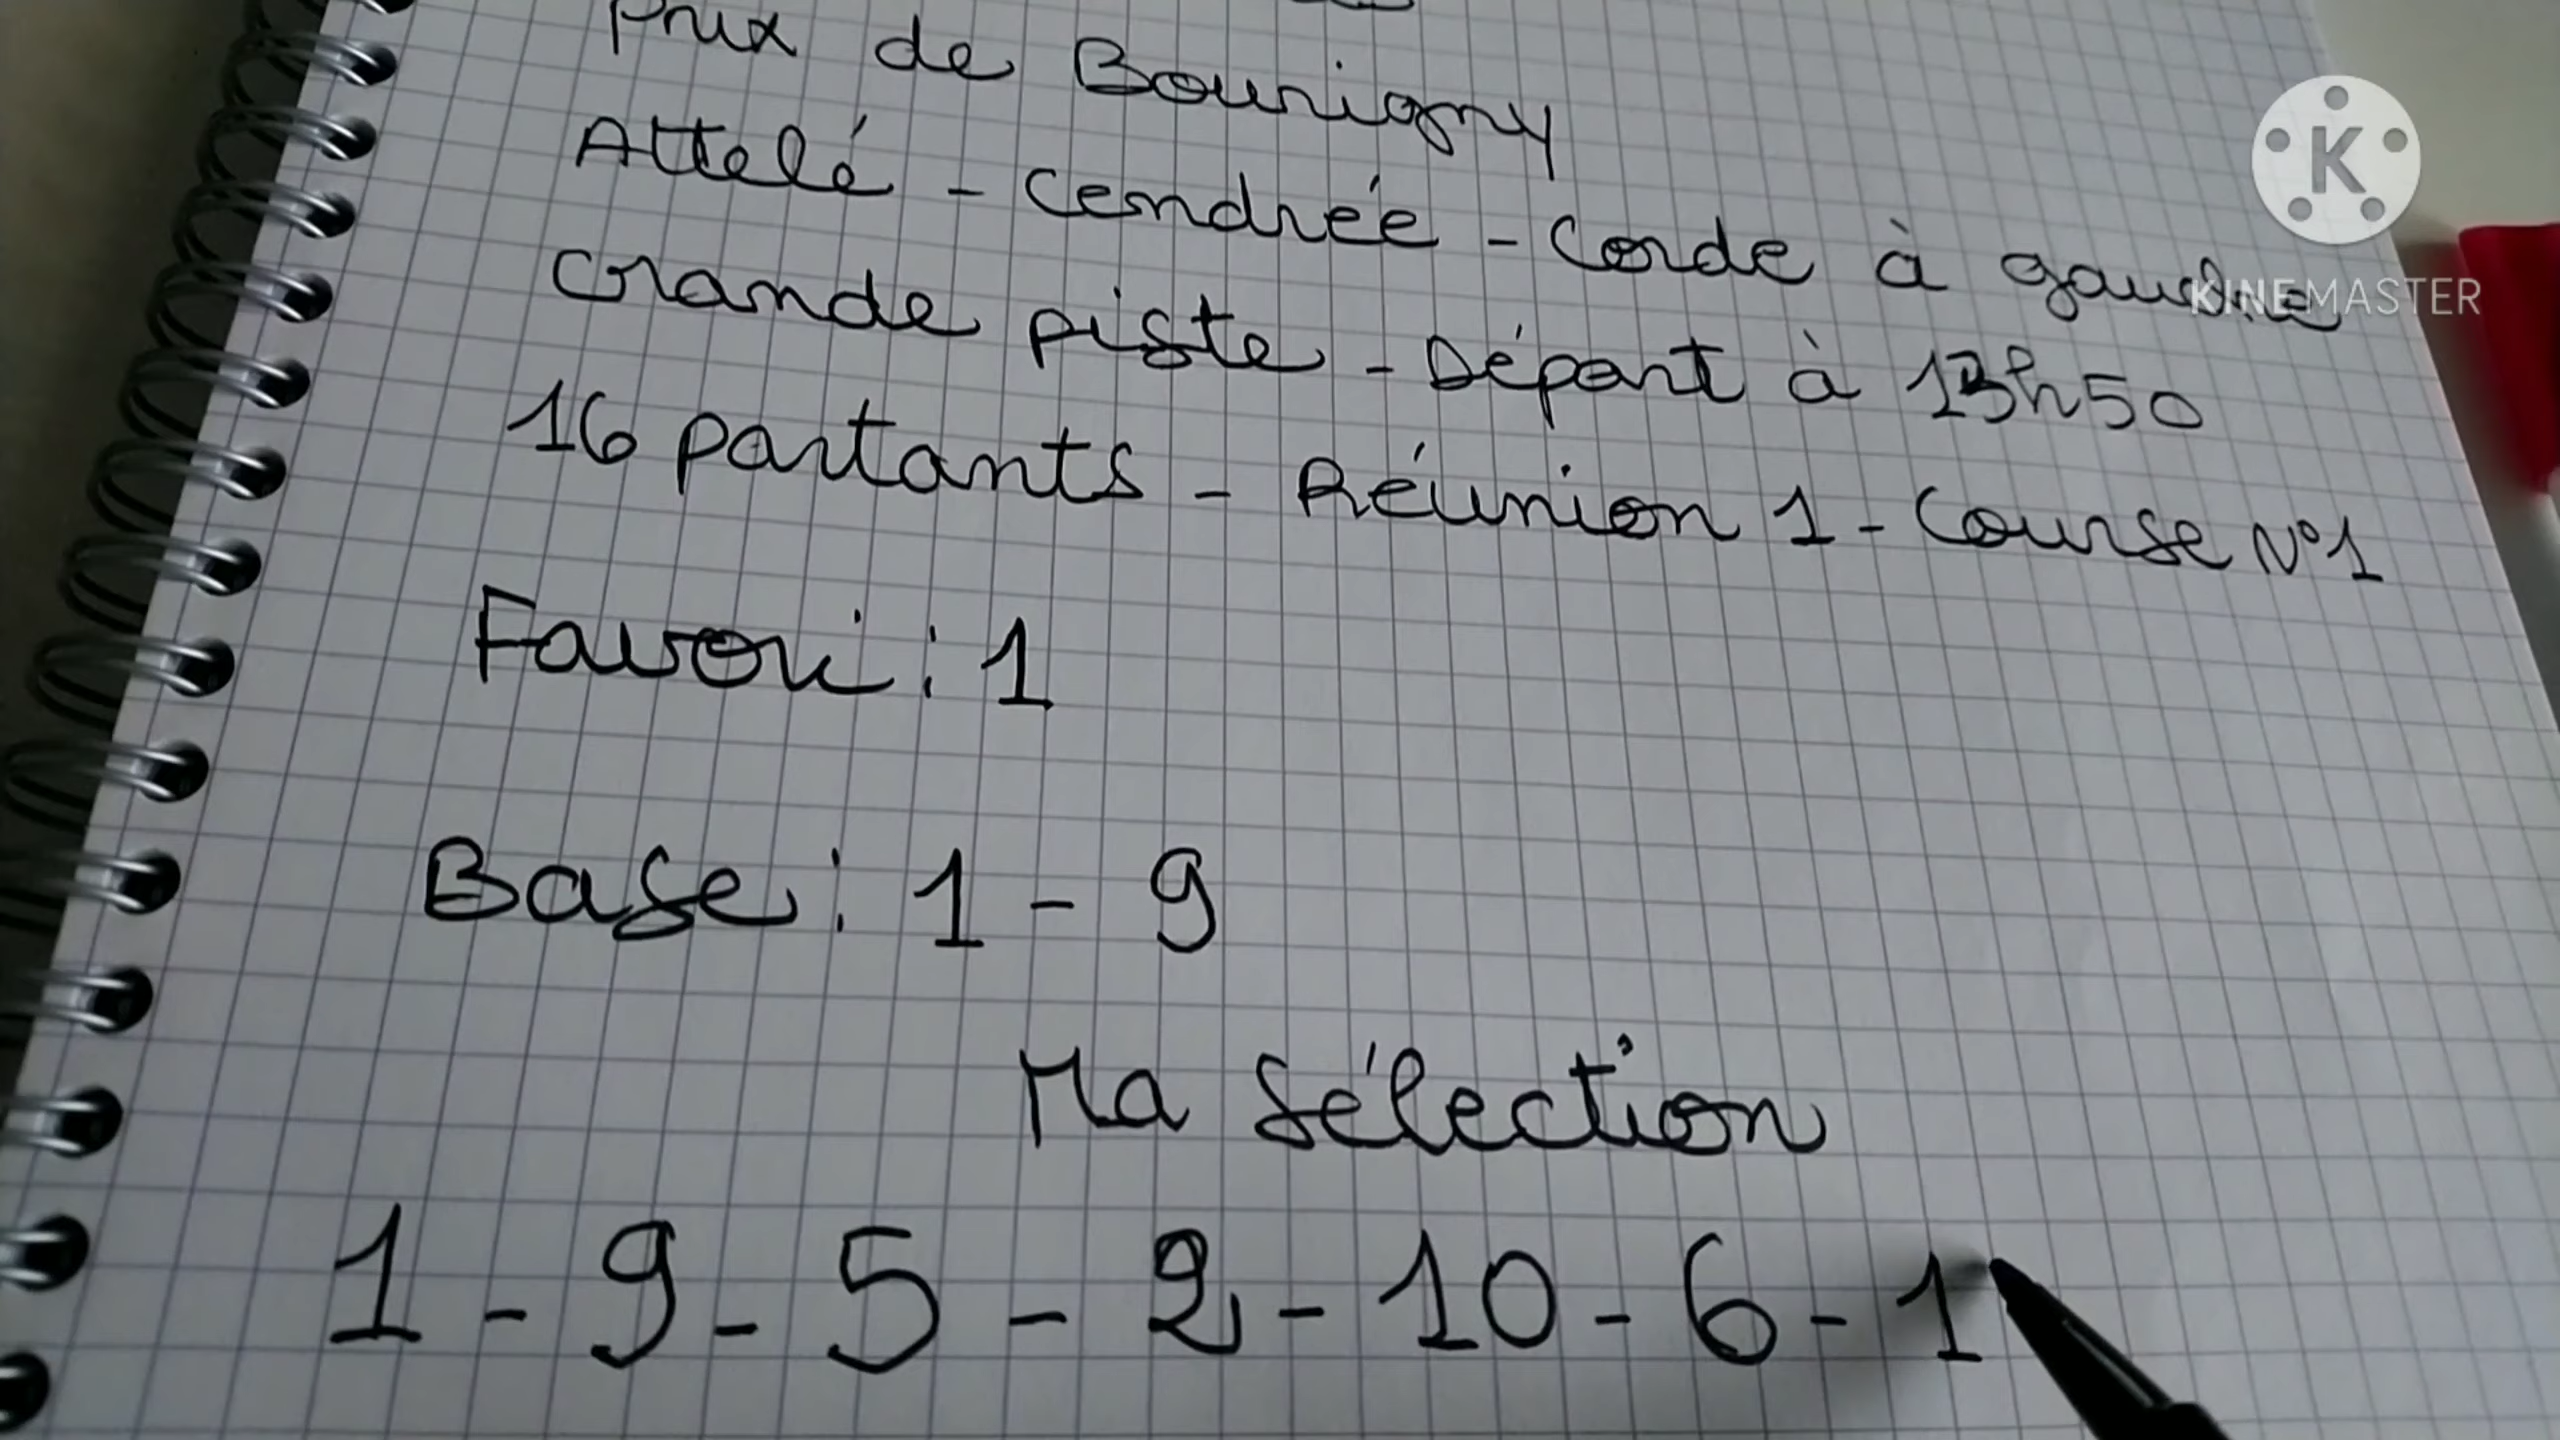 Prix de Bourigny
Attelé - Cendrée - Corde à gauche
Grande piste - Départ à 13h50
16 partants - Réunion 1 - Course N°1
Favori : 1
Base : 1 - 9
Ma sélection
1 - 9 - 5 - 2 - 10 - 6 - 1
K
KINEMASTER